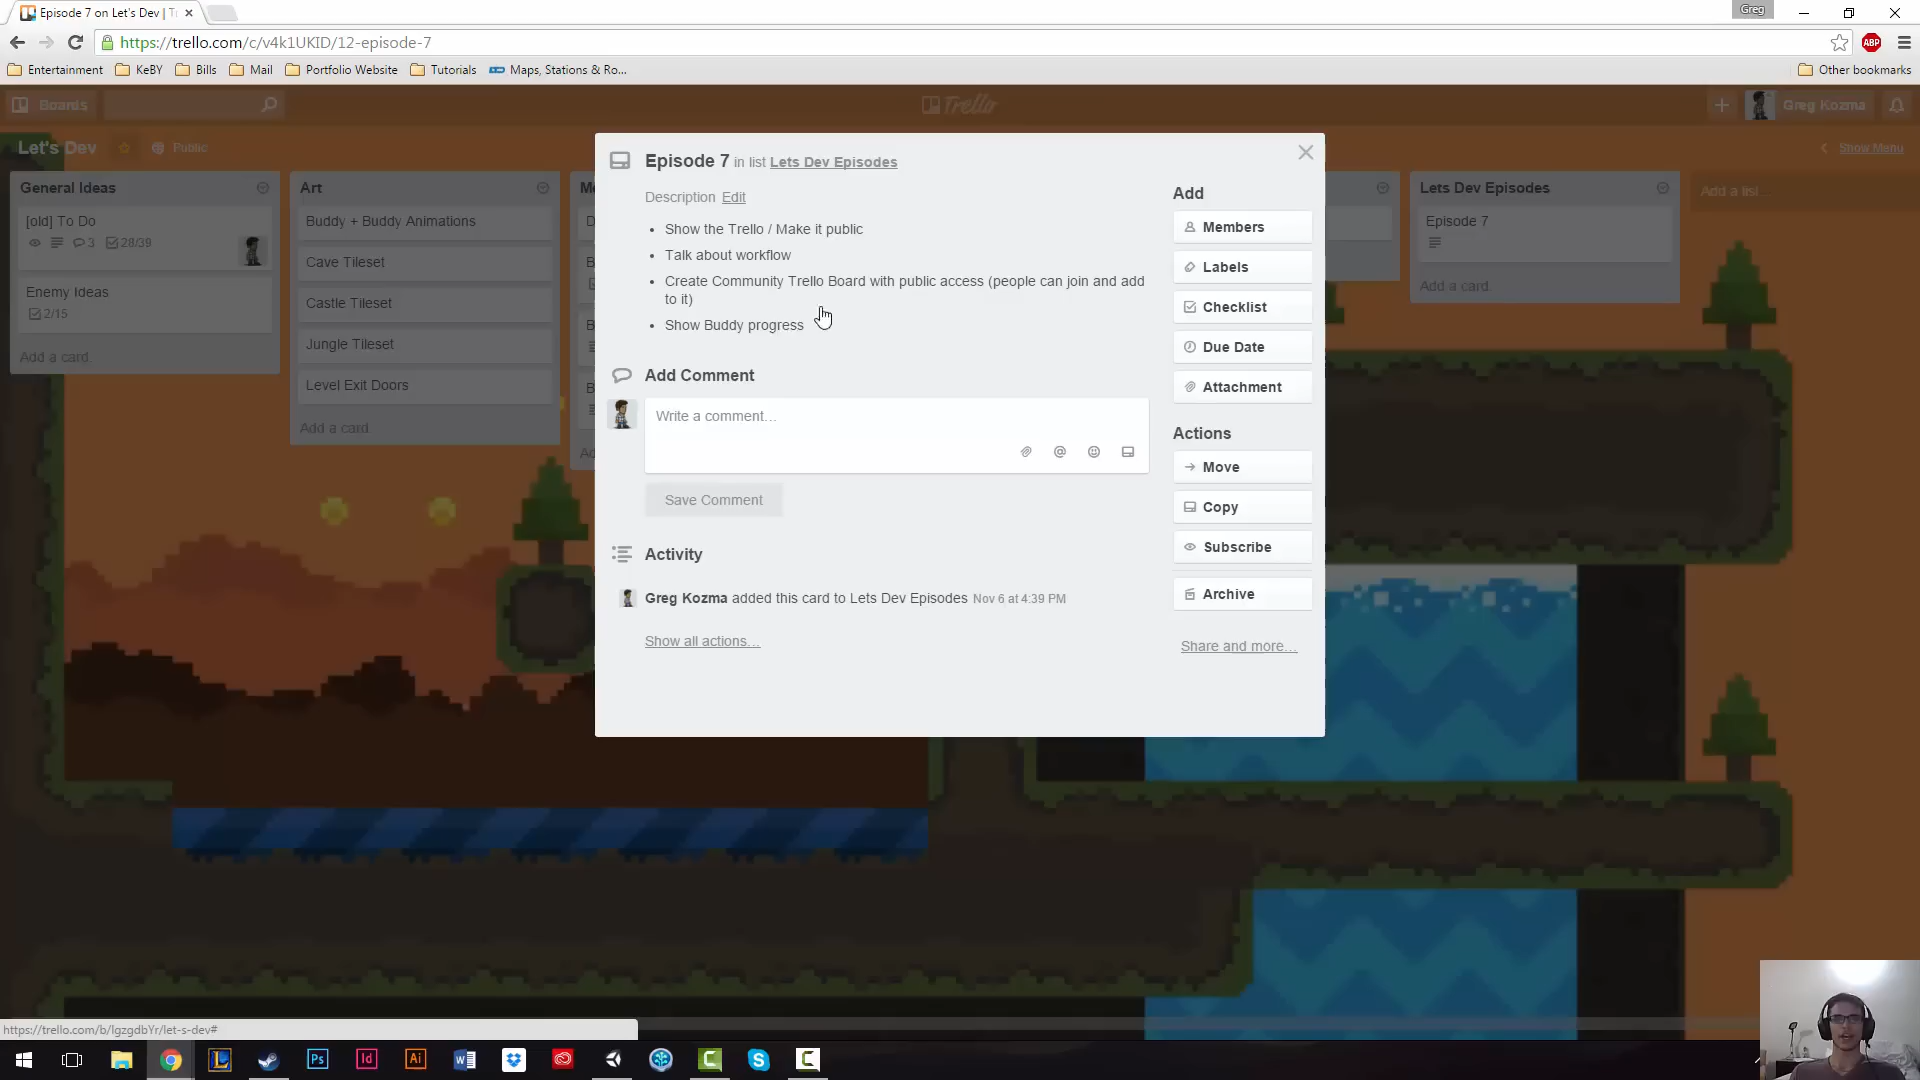 Episode 7 on Let's Dev | Tr
Greg
https://trello.com/c/v4k1UKID/12-episode-7
ABP
Entertainment
KeBY
Bills
Mail
Portfolio Website
Tutorials
Maps, Stations & Ro...
Other bookmarks
Boards
Trello
Greg Kozma
Let's Dev
Public
Show Menu
General Ideas
[old] To Do
3
28/39
Enemy Ideas
2/15
Add a card.
Art
Buddy + Buddy Animations
Cave Tileset
Castle Tileset
Jungle Tileset
Level Exit Doors
Add a card.
Episode 7 in list Lets Dev Episodes
Description Edit
• Show the Trello / Make it public
• Talk about workflow
• Create Community Trello Board with public access (people can join and add
to it)
• Show Buddy progress
Add Comment
Write a comment…
Save Comment
Activity
Greg Kozma added this card to Lets Dev Episodes Nov 6 at 4:39 PM
Show all actions…
Add
Members
Labels
Checklist
Due Date
Attachment
Actions
Move
Copy
Subscribe
Archive
Share and more…
Lets Dev Episodes
Episode 7
Add a card.
Add a list…
https://trello.com/b/lgzgdbYr/let-s-dev#
Ps
Id
Ai